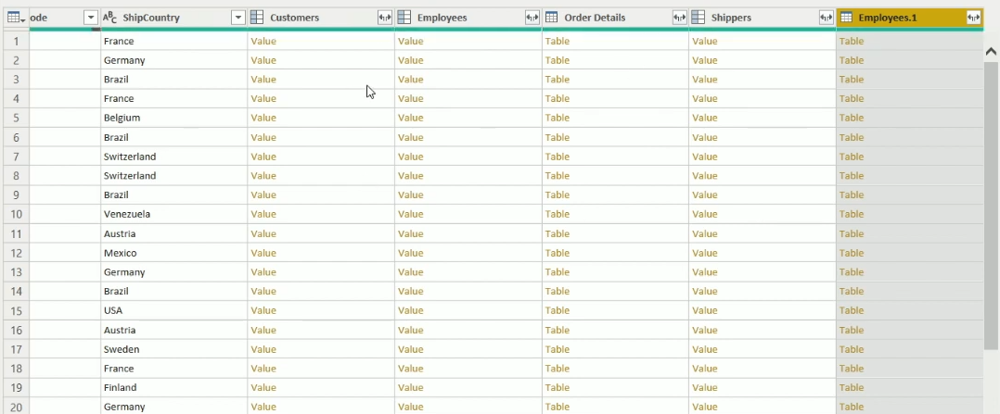 ode ABC ShipCountry Customers Employees Order Details Shippers Employees.1
1 France Value Value Table Value Table
2 Germany Value Value Table Value Table
3 Brazil Value Value Table Value Table
4 France Value Value Table Value Table
5 Belgium Value Value Table Value Table
6 Brazil Value Value Table Value Table
7 Switzerland Value Value Table Value Table
8 Switzerland Value Value Table Value Table
9 Brazil Value Value Table Value Table
10 Venezuela Value Value Table Value Table
11 Austria Value Value Table Value Table
12 Mexico Value Value Table Value Table
13 Germany Value Value Table Value Table
14 Brazil Value Value Table Value Table
15 USA Value Value Table Value Table
16 Austria Value Value Table Value Table
17 Sweden Value Value Table Value Table
18 France Value Value Table Value Table
19 Finland Value Value Table Value Table
20 Germany Value Value Table Value Table